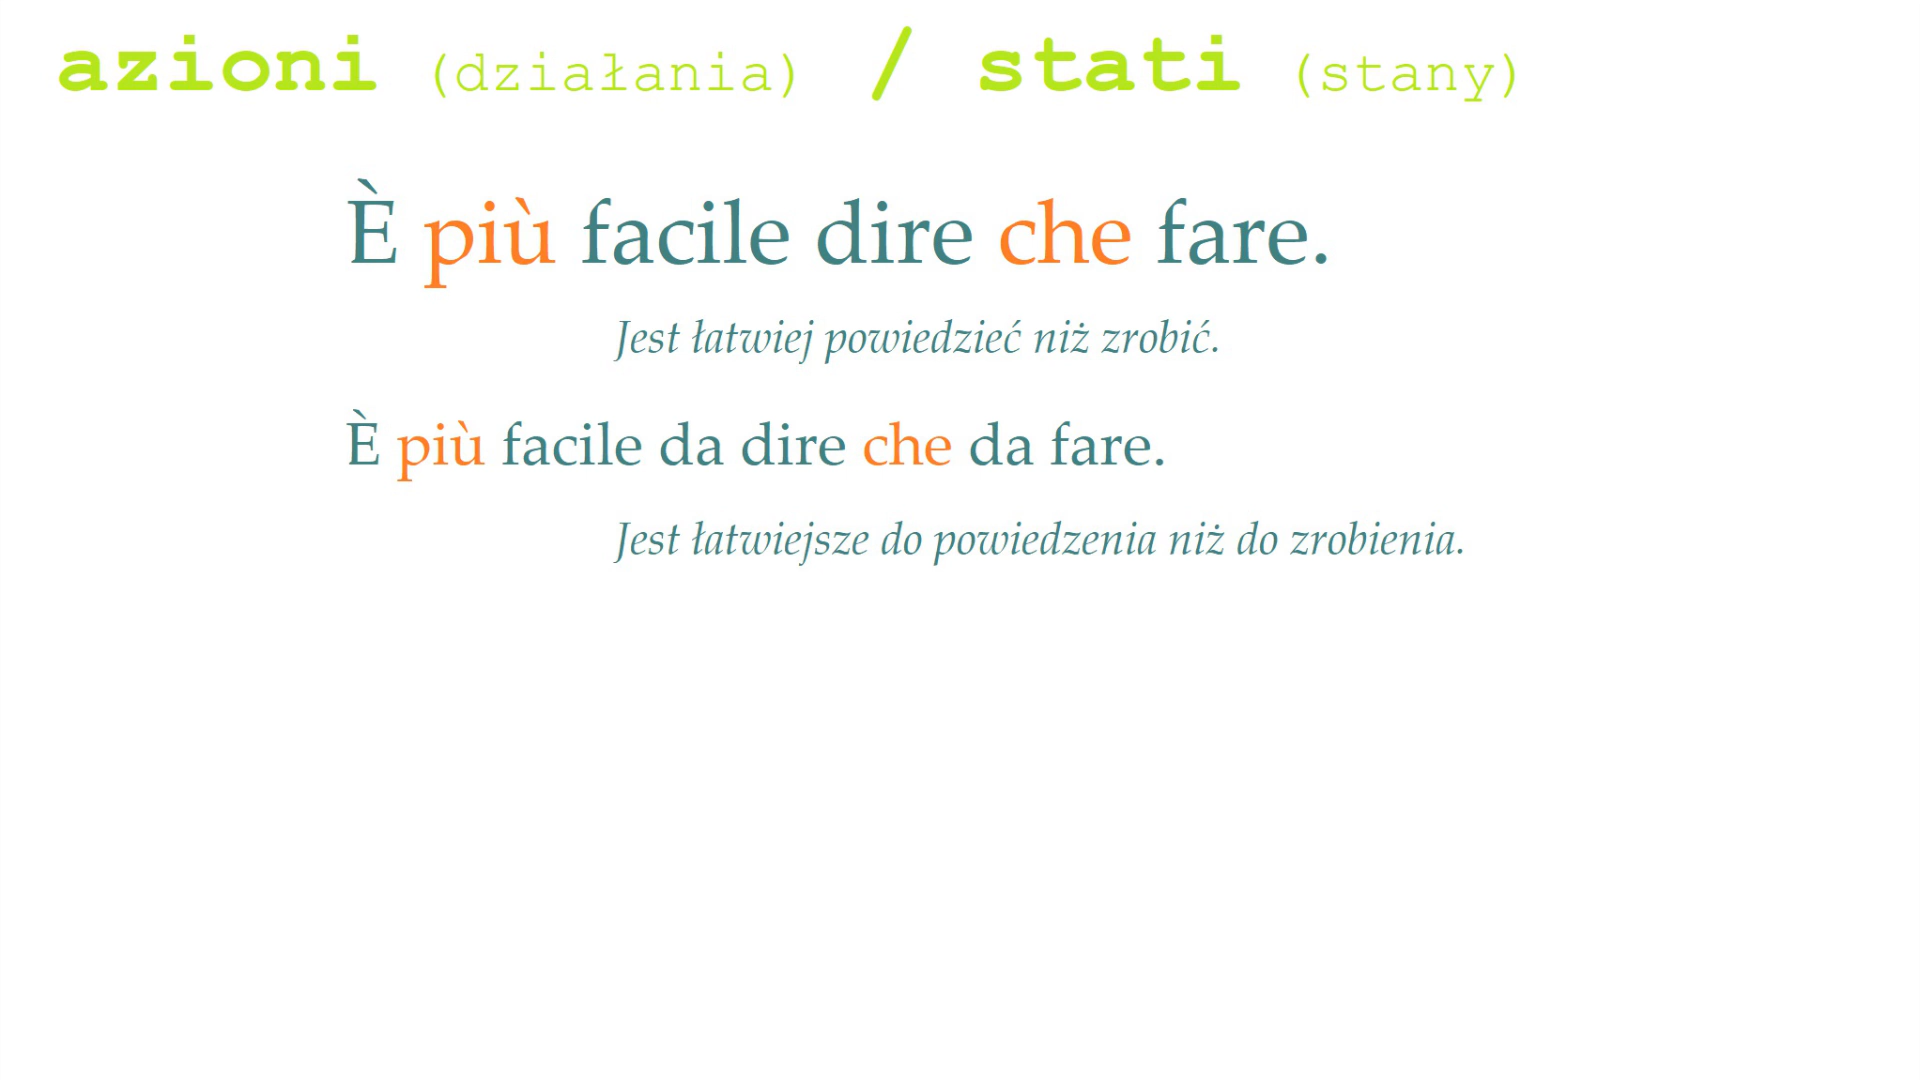 azioni (działania) / stati (stany)
È più facile dire che fare.
Jest łatwiej powiedzieć niż zrobić.
È più facile da dire che da fare.
Jest łatwiejsze do powiedzenia niż do zrobienia.